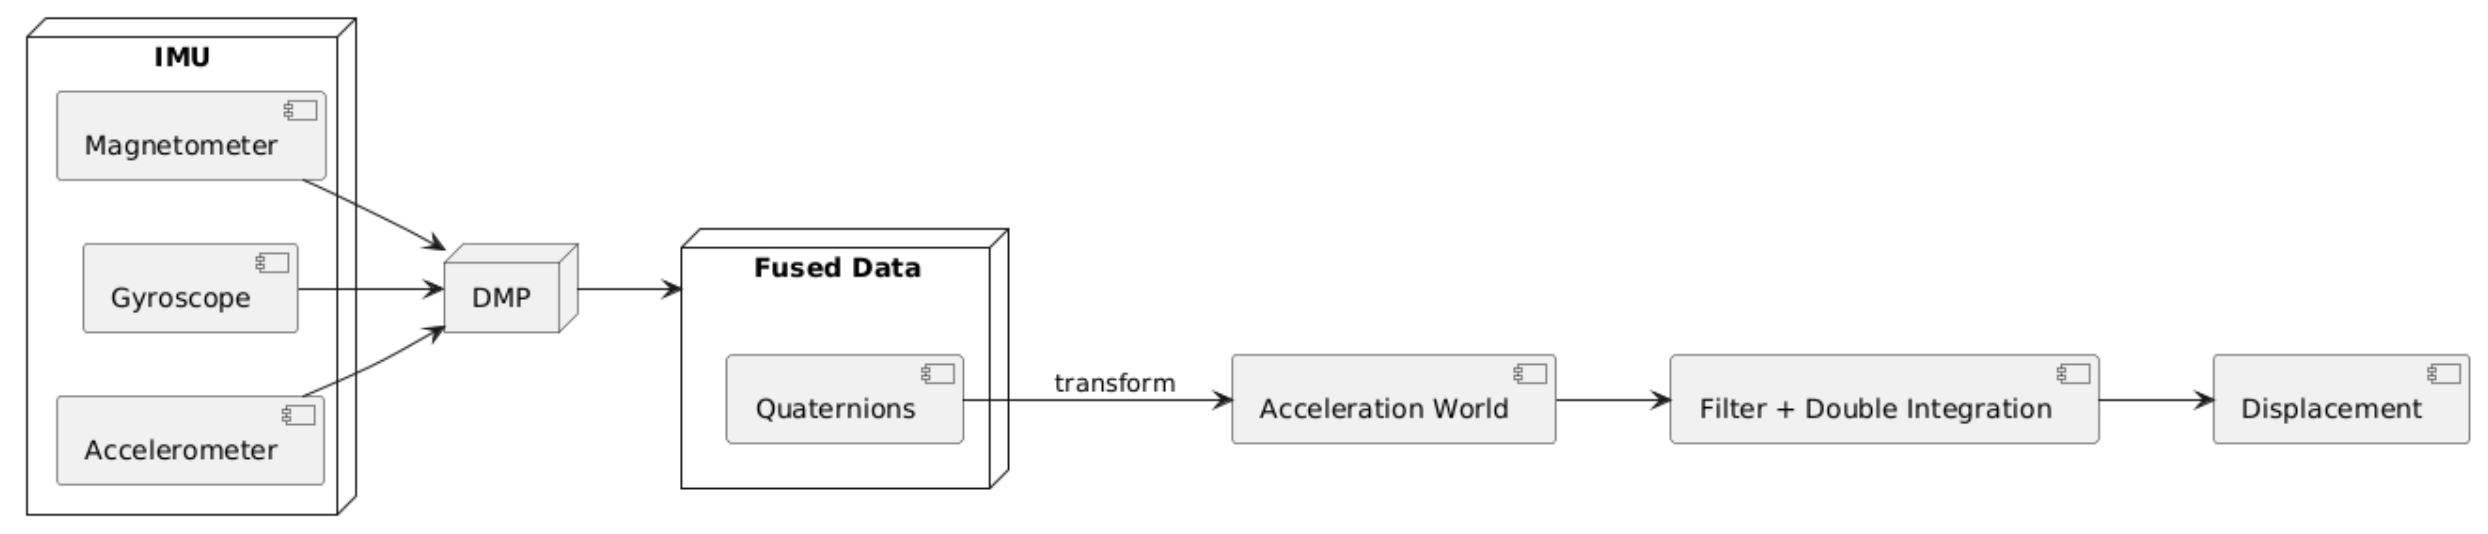 IMU
Magnetometer
Gyroscope
Accelerometer
DMP
Fused Data
Quaternions
transform
Acceleration World
Filter + Double Integration
Displacement